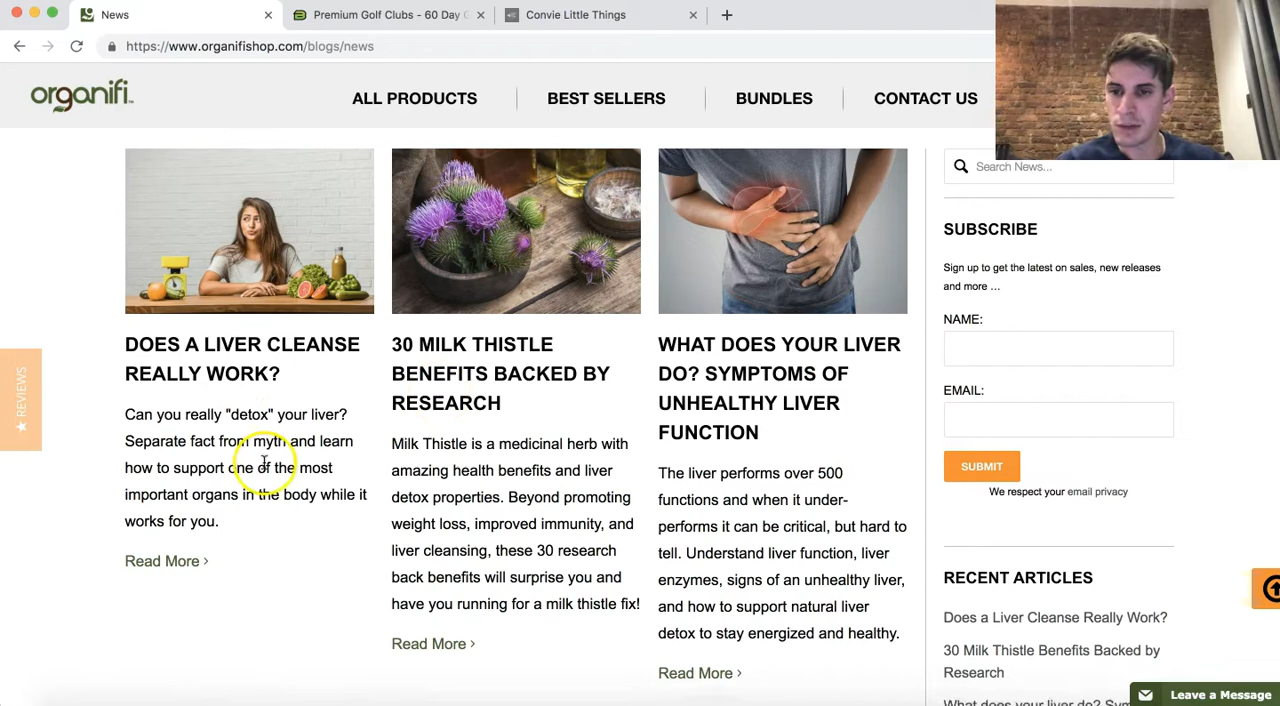 News
Premium Golf Clubs - 60 Day
Convie Little Things
https://www.organifishop.com/blogs/news
organifi
ALL PRODUCTS
BEST SELLERS
BUNDLES
CONTACT US
REVIEWS
DOES A LIVER CLEANSE
REALLY WORK?
Can you really "detox" your liver?
Separate fact from myth and learn
how to support one of the most
important organs in the body while it
works for you.
Read More ›
30 MILK THISTLE
BENEFITS BACKED BY
RESEARCH
Milk Thistle is a medicinal herb with
amazing health benefits and liver
detox properties. Beyond promoting
weight loss, improved immunity, and
liver cleansing, these 30 research
back benefits will surprise you and
have you running for a milk thistle fix!
Read More ›
WHAT DOES YOUR LIVER
DO? SYMPTOMS OF
UNHEALTHY LIVER
FUNCTION
The liver performs over 500
functions and when it under-
performs it can be critical, but hard to
tell. Understand liver function, liver
enzymes, signs of an unhealthy liver,
and how to support natural liver
detox to stay energized and healthy.
Read More ›
Search News...
SUBSCRIBE
Sign up to get the latest on sales, new releases
and more ...
NAME:
EMAIL:
SUBMIT
We respect your email privacy
RECENT ARTICLES
Does a Liver Cleanse Really Work?
30 Milk Thistle Benefits Backed by
Research
What does your liver do?
Leave a Message